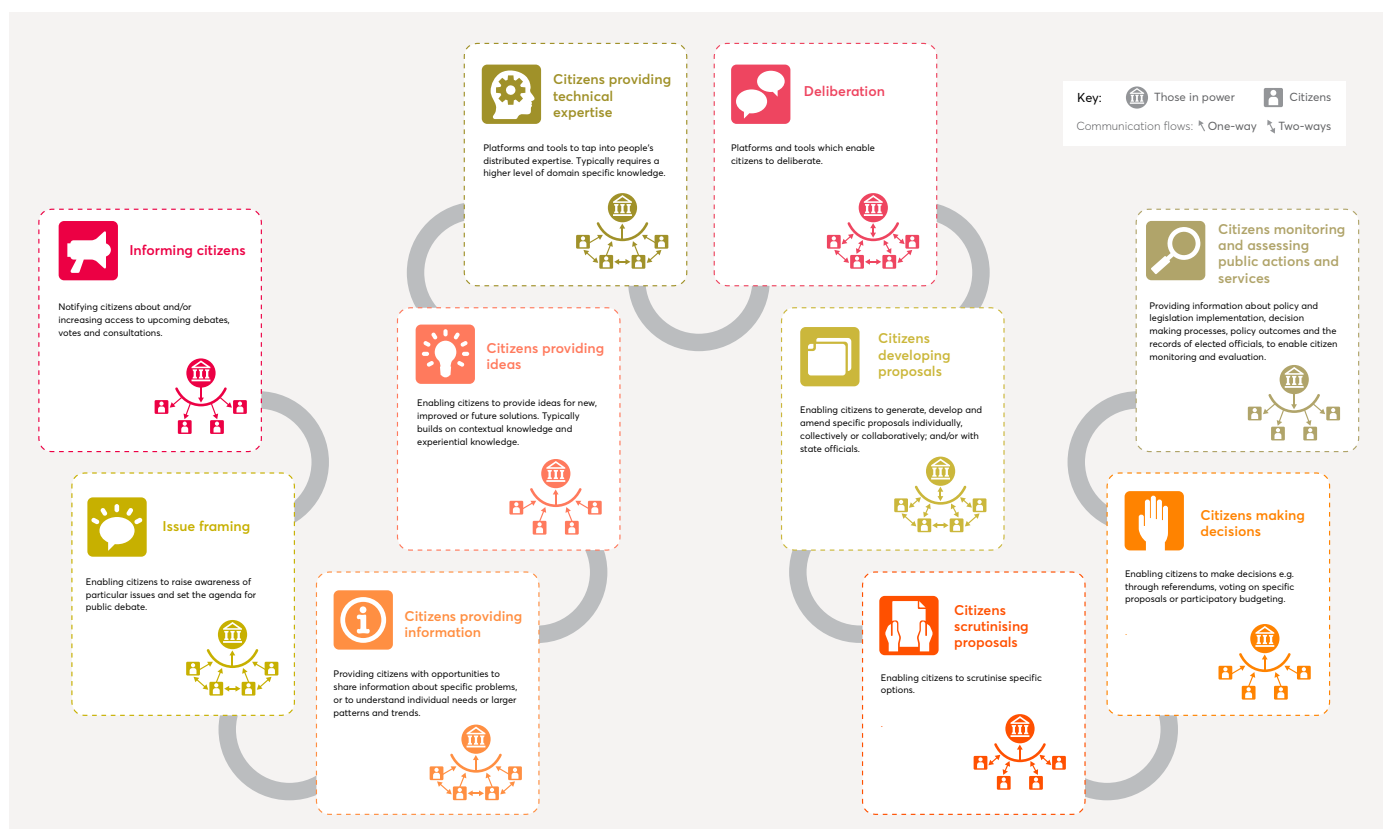 Informing citizens
Notifying citizens about and/or
increasing access to upcoming debates,
votes and consultations.
Issue framing
Enabling citizens to raise awareness of
particular issues and set the agenda for
public debate.
Citizens providing
information
Providing citizens with opportunities to
share information about specific problems,
or to understand individual needs or larger
patterns and trends.
Citizens providing
ideas
Enabling citizens to provide ideas for new,
improved or future solutions. Typically
builds on contextual knowledge and
experiential knowledge.
Citizens providing
technical
expertise
Platforms and tools to tap into people's
distributed expertise. Typically requires a
higher level of domain specific knowledge.
Deliberation
Platforms and tools which enable
citizens to deliberate.
Citizens
developing
proposals
Enabling citizens to generate, develop and
amend specific proposals individually,
collectively or collaboratively; and/or with
state officials.
Citizens
scrutinising
proposals
Enabling citizens to scrutinise specific
options.
Citizens making
decisions
Enabling citizens to make decisions e.g.
through referendums, voting on specific
proposals or participatory budgeting.
Citizens monitoring
and assessing
public actions and
services
Providing information about policy and
legislation implementation, decision
making processes, policy outcomes and the
records of elected officials, to enable citizen
monitoring and evaluation.
Key: Those in power Citizens
Communication flows: One-way Two-ways